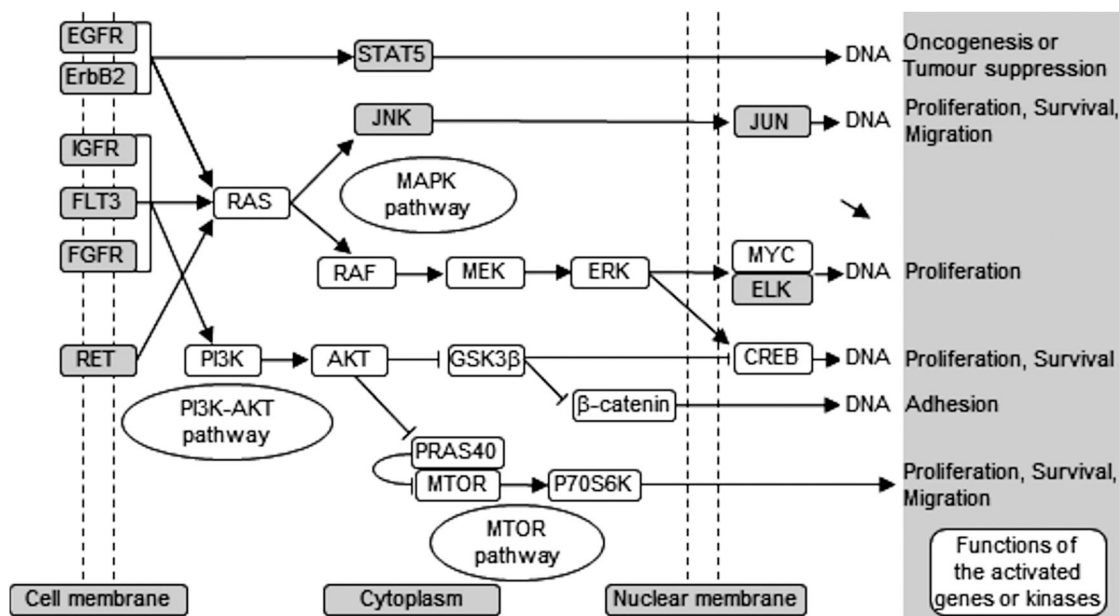 EGFR
ErbB2
STAT5
DNA
Oncogenesis or
Tumour suppression
IGFR
FLT3
FGFR
JNK
JUN
DNA
Proliferation, Survival,
Migration
MAPK
pathway
RAS
RAF
MEK
ERK
MYC
ELK
DNA
Proliferation
RET
PI3K
AKT
GSK3β
CREB
DNA
Proliferation, Survival
PI3K-AKT
pathway
β-catenin
DNA
Adhesion
PRAS40
MTOR
P70S6K
Proliferation, Survival,
Migration
MTOR
pathway
Functions of
the activated
genes or kinases
Cell membrane
Cytoplasm
Nuclear membrane